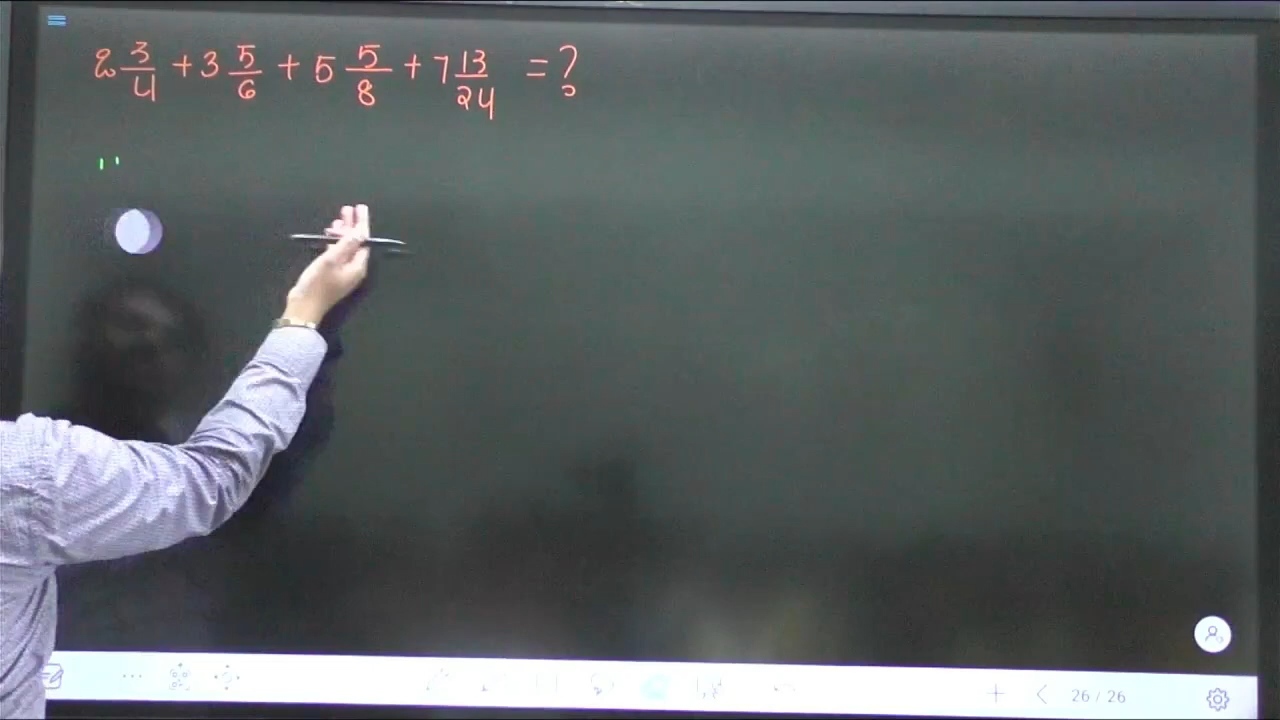 2 3/4 + 3 5/6 + 5 5/8 + 7 13/24 = ?
26 / 26